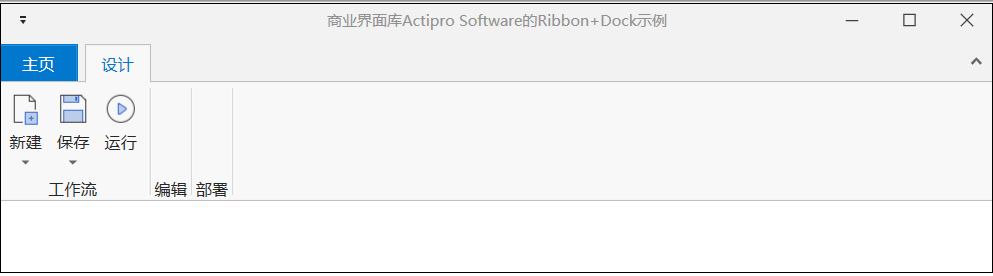 商业界面库Actipro Software的Ribbon+Dock示例
主页 设计
新建 保存 运行
工作流 编辑 部署